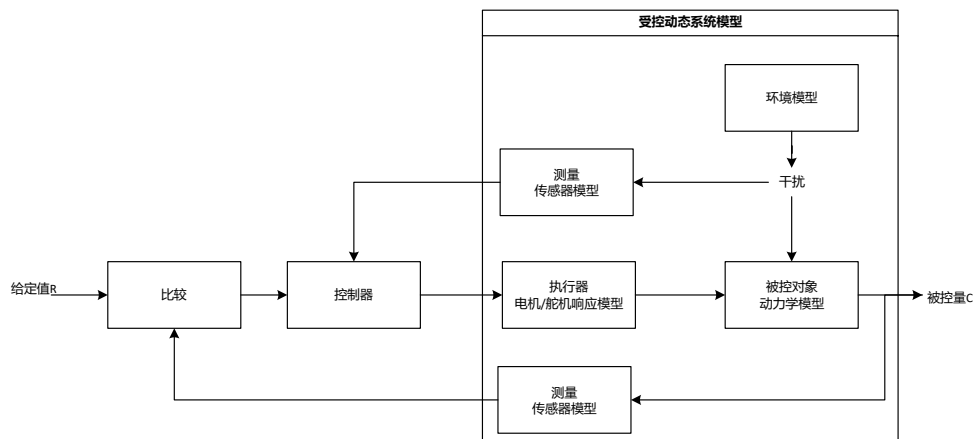 受控动态系统模型
环境模型
测量
传感器模型
干扰
给定值R
比较
控制器
执行器
电机/舵机响应模型
被控对象
动力学模型
被控量C
测量
传感器模型